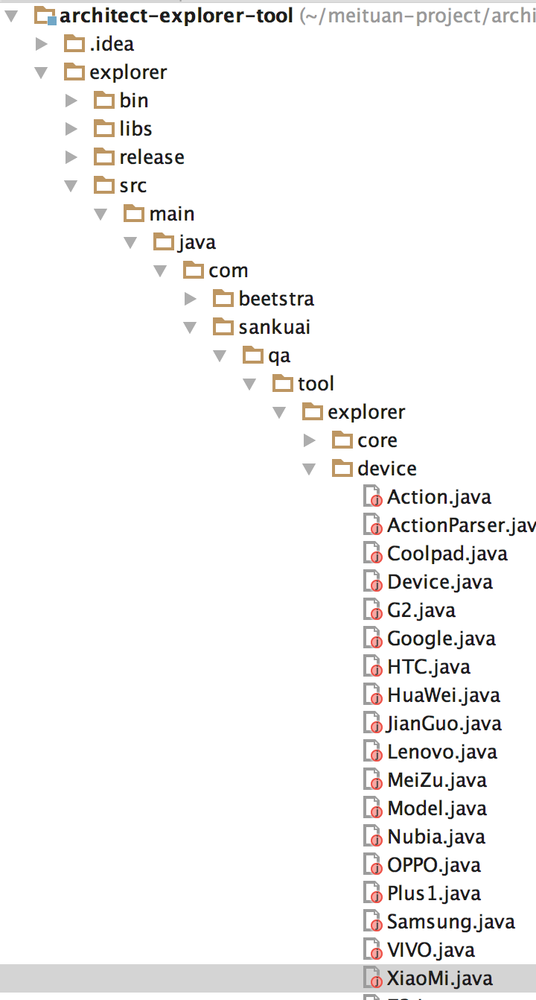 architect-explorer-tool (~/meituan-project/archi
.idea
explorer
bin
libs
release
src
main
java
com
beetstra
sankuai
qa
tool
explorer
core
device
Action.java
ActionParser.jav
Coolpad.java
Device.java
G2.java
Google.java
HTC.java
HuaWei.java
JianGuo.java
Lenovo.java
MeiZu.java
Model.java
Nubia.java
OPPO.java
Plus1.java
Samsung.java
VIVO.java
XiaoMi.java